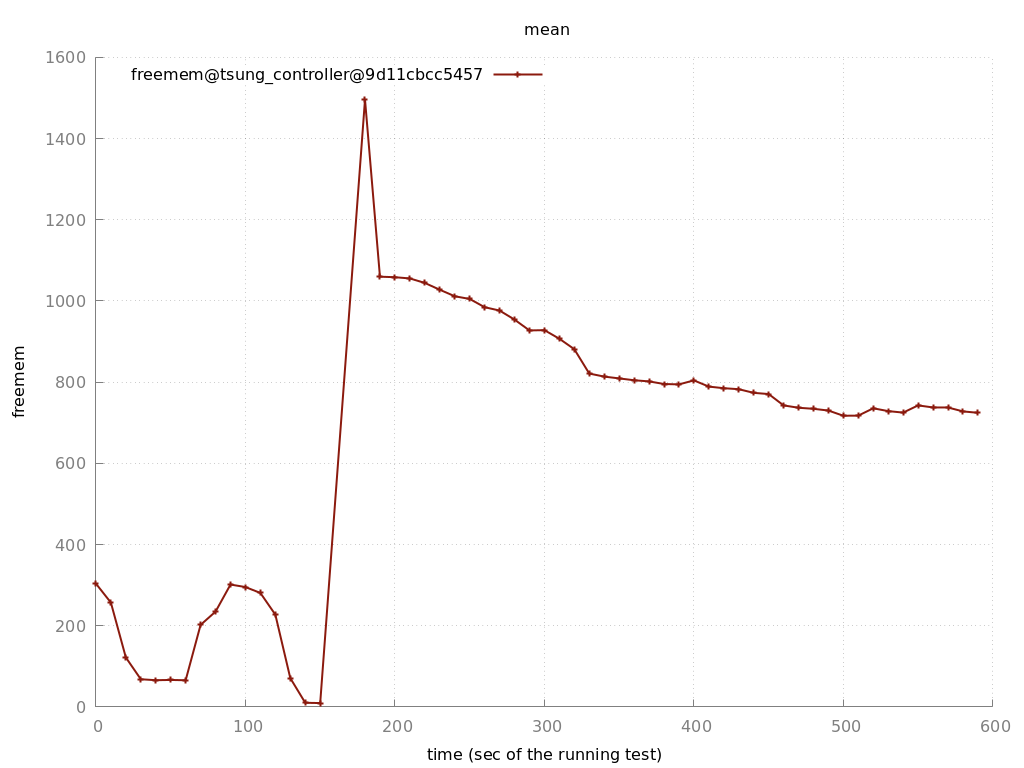 mean
freemem@tsung_controller@9d11cbcc5457
1600
1400
1200
1000
800
600
400
200
0
freemem
0 100 200 300 400 500 600
time (sec of the running test)